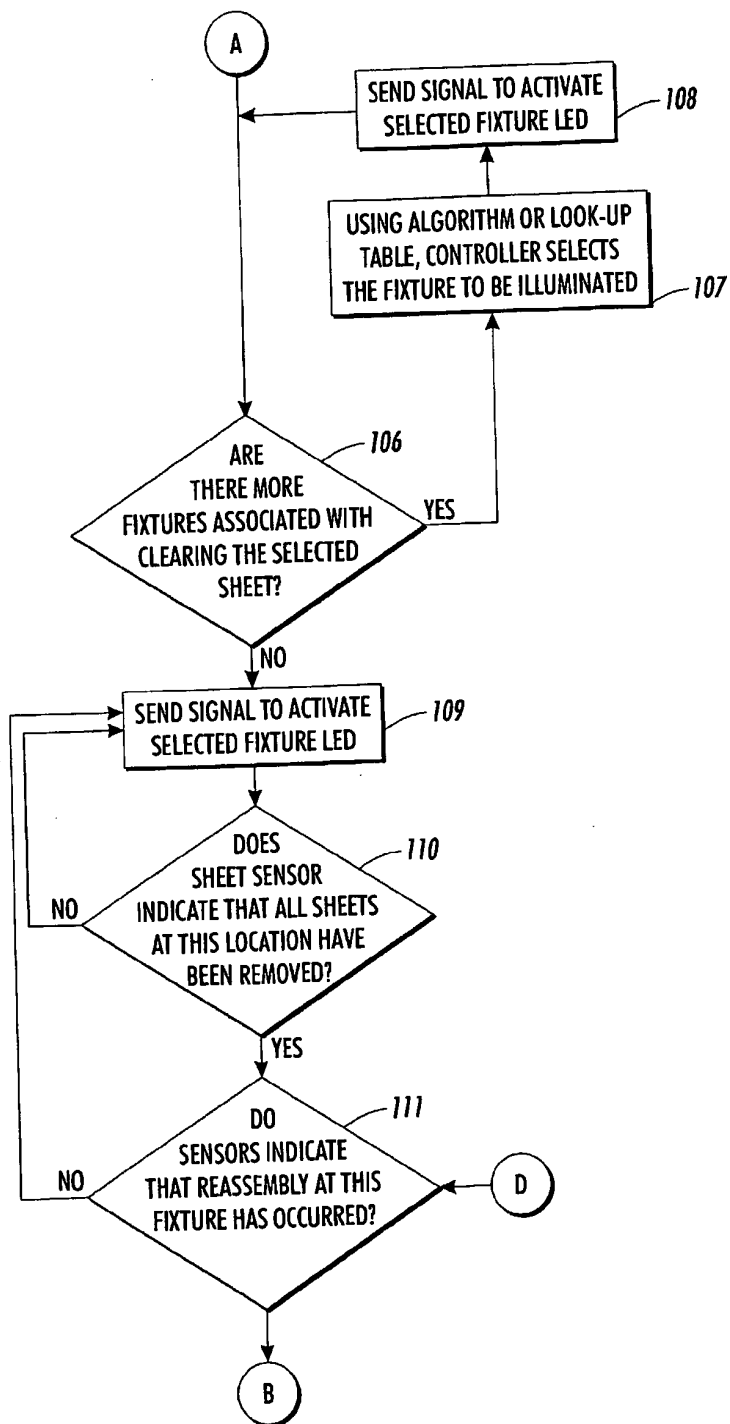 A
SEND SIGNAL TO ACTIVATE
SELECTED FIXTURE LED
108
USING ALGORITHM OR LOOK-UP
TABLE, CONTROLLER SELECTS
THE FIXTURE TO BE ILLUMINATED
107
106
ARE
THERE MORE
FIXTURES ASSOCIATED WITH
CLEARING THE SELECTED
SHEET?
YES
NO
SEND SIGNAL TO ACTIVATE
SELECTED FIXTURE LED
109
DOES
SHEET SENSOR
INDICATE THAT ALL SHEETS
AT THIS LOCATION HAVE
BEEN REMOVED?
110
NO
YES
DO
SENSORS INDICATE
THAT REASSEMBLY AT THIS
FIXTURE HAS OCCURRED?
111
NO
D
B